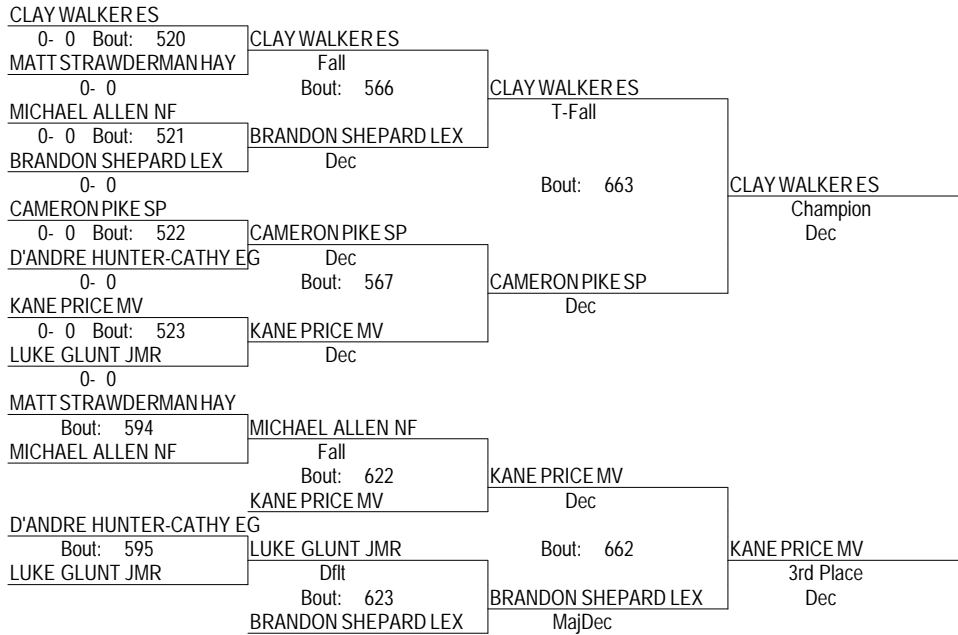 CLAY WALKER ES
0- 0 Bout: 520
CLAY WALKER ES
MATT STRAWDERMAN HAY
Fall
0- 0
Bout: 566
CLAY WALKER ES
MICHAEL ALLEN NF
T-Fall
0- 0 Bout: 521
BRANDON SHEPARD LEX
BRANDON SHEPARD LEX
Dec
0- 0
Bout: 663
CLAY WALKER ES
CAMERON PIKE SP
Champion
0- 0 Bout: 522
CAMERON PIKE SP
Dec
D'ANDRE HUNTER-CATHY EG
Dec
0- 0
Bout: 567
CAMERON PIKE SP
KANE PRICE MV
Dec
0- 0 Bout: 523
KANE PRICE MV
LUKE GLUNT JMR
Dec
0- 0
MATT STRAWDERMAN HAY
Bout: 594
MICHAEL ALLEN NF
MICHAEL ALLEN NF
Fall
Bout: 622
KANE PRICE MV
KANE PRICE MV
Dec
D'ANDRE HUNTER-CATHY EG
Bout: 595
LUKE GLUNT JMR
Bout: 662
KANE PRICE MV
LUKE GLUNT JMR
Dflt
3rd Place
Bout: 623
BRANDON SHEPARD LEX
Dec
BRANDON SHEPARD LEX
MajDec